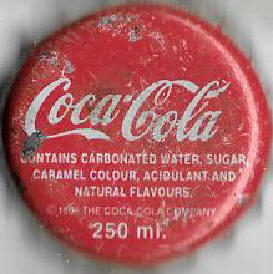 Coca-Cola
CONTAINS CARBONATED WATER, SUGAR,
CARAMEL COLOUR, ACIDULANT AND
NATURAL FLAVOURS.
© THE COCA-COLA COMPANY
250 ml.